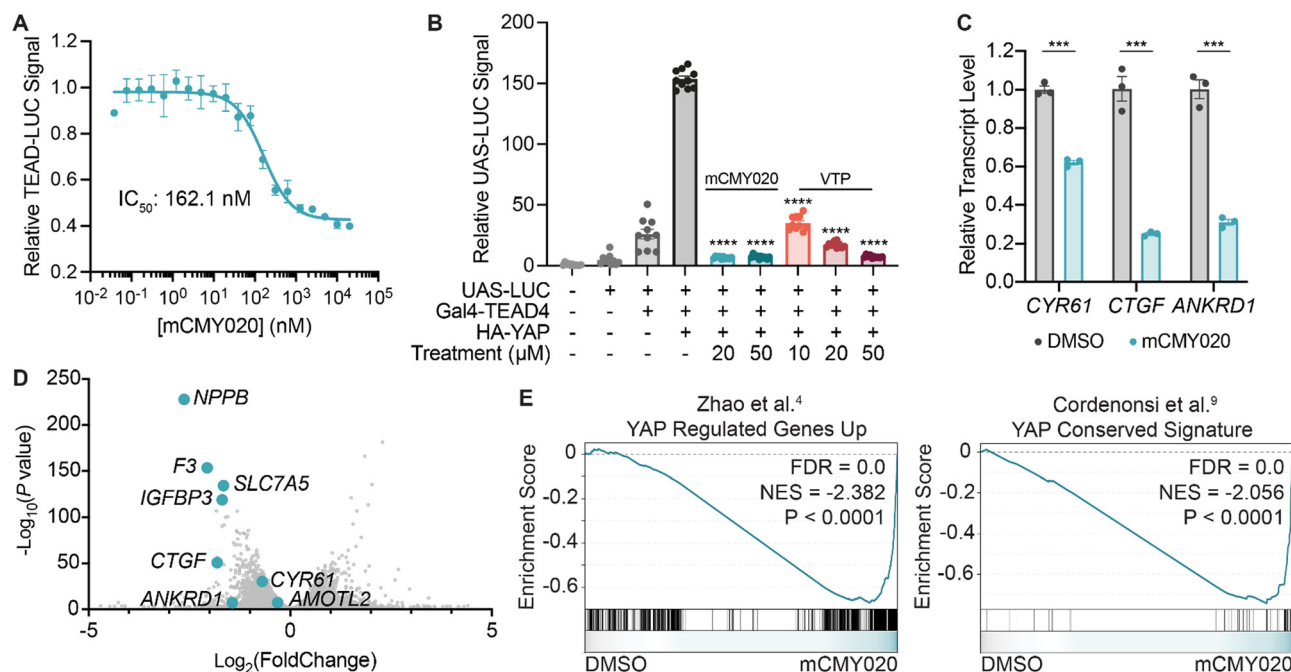 A
Relative TEAD-LUC Signal
1.2
1.0
0.8
0.6
0.4
0.2
IC50: 162.1 nM
10-2 100 101 102 103 104 105
[mCMY020] (nM)
B
Relative UAS-LUC Signal
200
150
100
50
0
mCMY020 VTP
**** **** **** **** ****
UAS-LUC - + + + + + + + +
Gal4-TEAD4 - - + + + + + + +
HA-YAP - - - + + + + + +
Treatment (μM) - - - - 20 50 10 20 50
C
Relative Transcript Level
1.2
1.0
0.8
0.6
0.4
0.2
0.0
*** *** ***
CYR61 CTGF ANKRD1
DMSO mCMY020
D
-Log10(P value)
250
200
150
100
50
0
NPPB
F3
SLC7A5
IGFBP3
CTGF
CYR61
ANKRD1 AMOTL2
-5 0 5
Log2(FoldChange)
E
Zhao et al.4
YAP Regulated Genes Up
Enrichment Score
0
-0.2
-0.4
-0.6
FDR = 0.0
NES = -2.382
P < 0.0001
DMSO mCMY020
Cordenonsi et al.9
YAP Conserved Signature
Enrichment Score
0
-0.2
-0.4
-0.6
FDR = 0.0
NES = -2.056
P < 0.0001
DMSO mCMY020